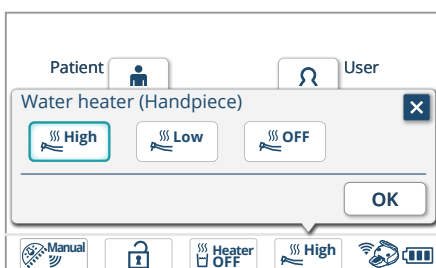 Patient User
Water heater (Handpiece)
High Low OFF
OK
Manual Heater OFF High